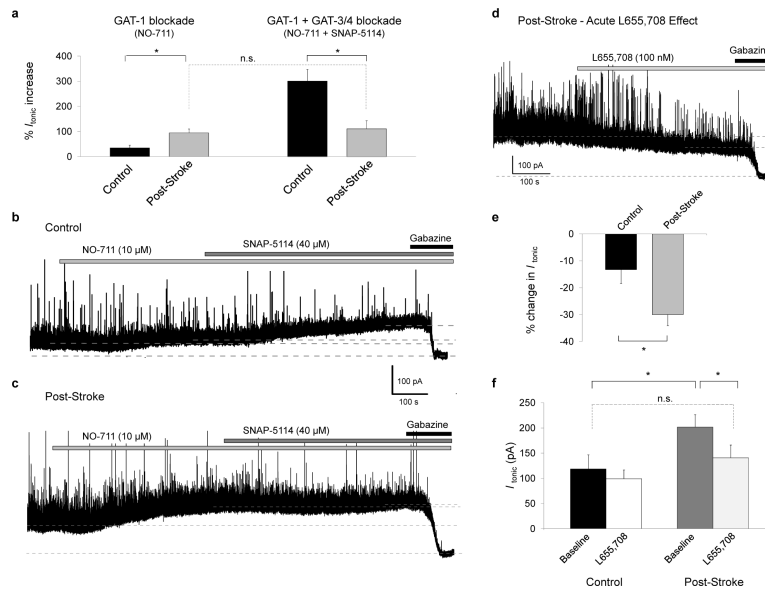 a
GAT-1 blockade
(NO-711)
GAT-1 + GAT-3/4 blockade
(NO-711 + SNAP-5114)
*
n.s.
*
% Itonic increase
400
300
200
100
0
Control
Post-Stroke
Control
Post-Stroke
b
Control
Gabazine
SNAP-5114 (40 µM)
NO-711 (10 µM)
100 pA
100 s
c
Post-Stroke
Gabazine
SNAP-5114 (40 µM)
NO-711 (10 µM)
d
Post-Stroke - Acute L655,708 Effect
Gabazine
L655,708 (100 nM)
100 pA
100 s
e
Control
Post-Stroke
% change in I tonic
0
-10
-20
-30
-40
*
f
*
*
n.s.
I tonic (pA)
250
200
150
100
50
0
Baseline
L655,708
Baseline
L655,708
Control
Post-Stroke